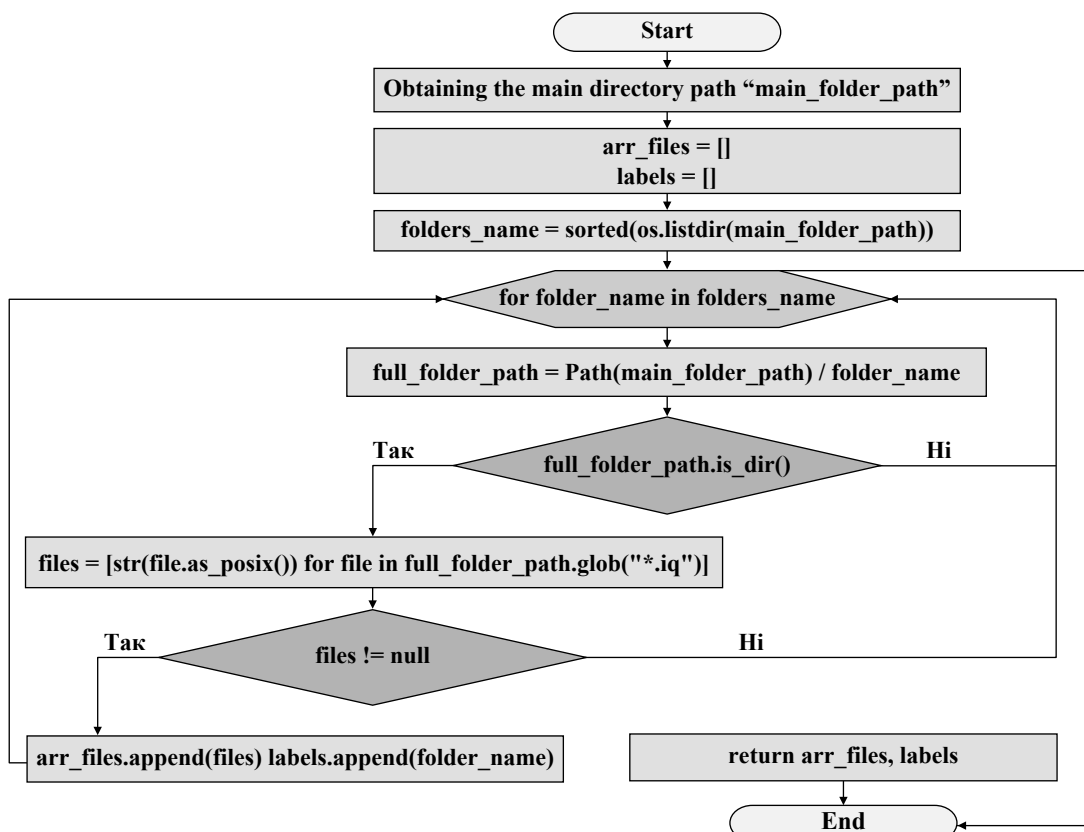 Start
Obtaining the main directory path “main_folder_path”
arr_files = []
labels = []
folders_name = sorted(os.listdir(main_folder_path))
for folder_name in folders_name
full_folder_path = Path(main_folder_path) / folder_name
Так
full_folder_path.is_dir()
Ні
files = [str(file.as_posix()) for file in full_folder_path.glob("*.iq")]
Так
files != null
Ні
arr_files.append(files) labels.append(folder_name)
return arr_files, labels
End